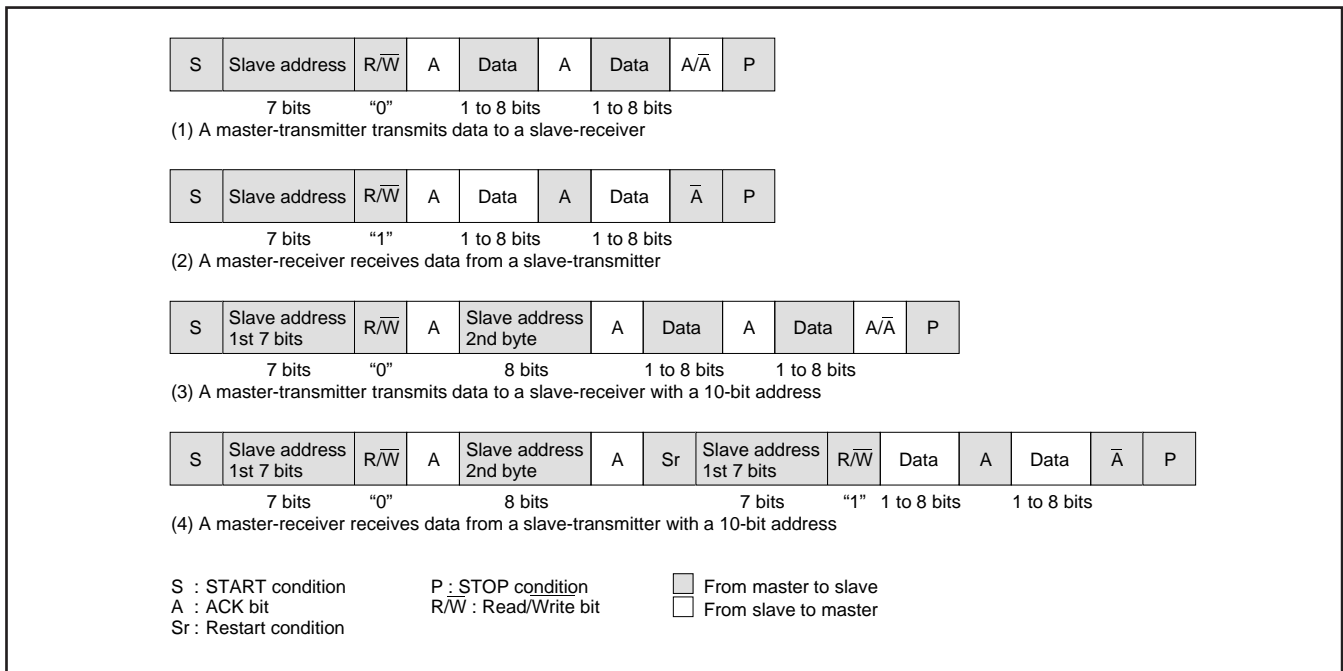 S Slave address R/W̅ A Data A Data A/A̅ P
7 bits “0” 1 to 8 bits 1 to 8 bits
(1) A master-transmitter transmits data to a slave-receiver
S Slave address R/W̅ A Data A Data A̅ P
7 bits “1” 1 to 8 bits 1 to 8 bits
(2) A master-receiver receives data from a slave-transmitter
S Slave address 1st 7 bits R/W̅ A Slave address 2nd byte A Data A Data A/A̅ P
7 bits “0” 8 bits 1 to 8 bits 1 to 8 bits
(3) A master-transmitter transmits data to a slave-receiver with a 10-bit address
S Slave address 1st 7 bits R/W̅ A Slave address 2nd byte A Sr Slave address 1st 7 bits R/W̅ Data A Data A̅ P
7 bits “0” 8 bits 7 bits “1” 1 to 8 bits 1 to 8 bits
(4) A master-receiver receives data from a slave-transmitter with a 10-bit address
S : START condition P : STOP condition From master to slave
A : ACK bit R/W̅ : Read/Write bit From slave to master
Sr : Restart condition